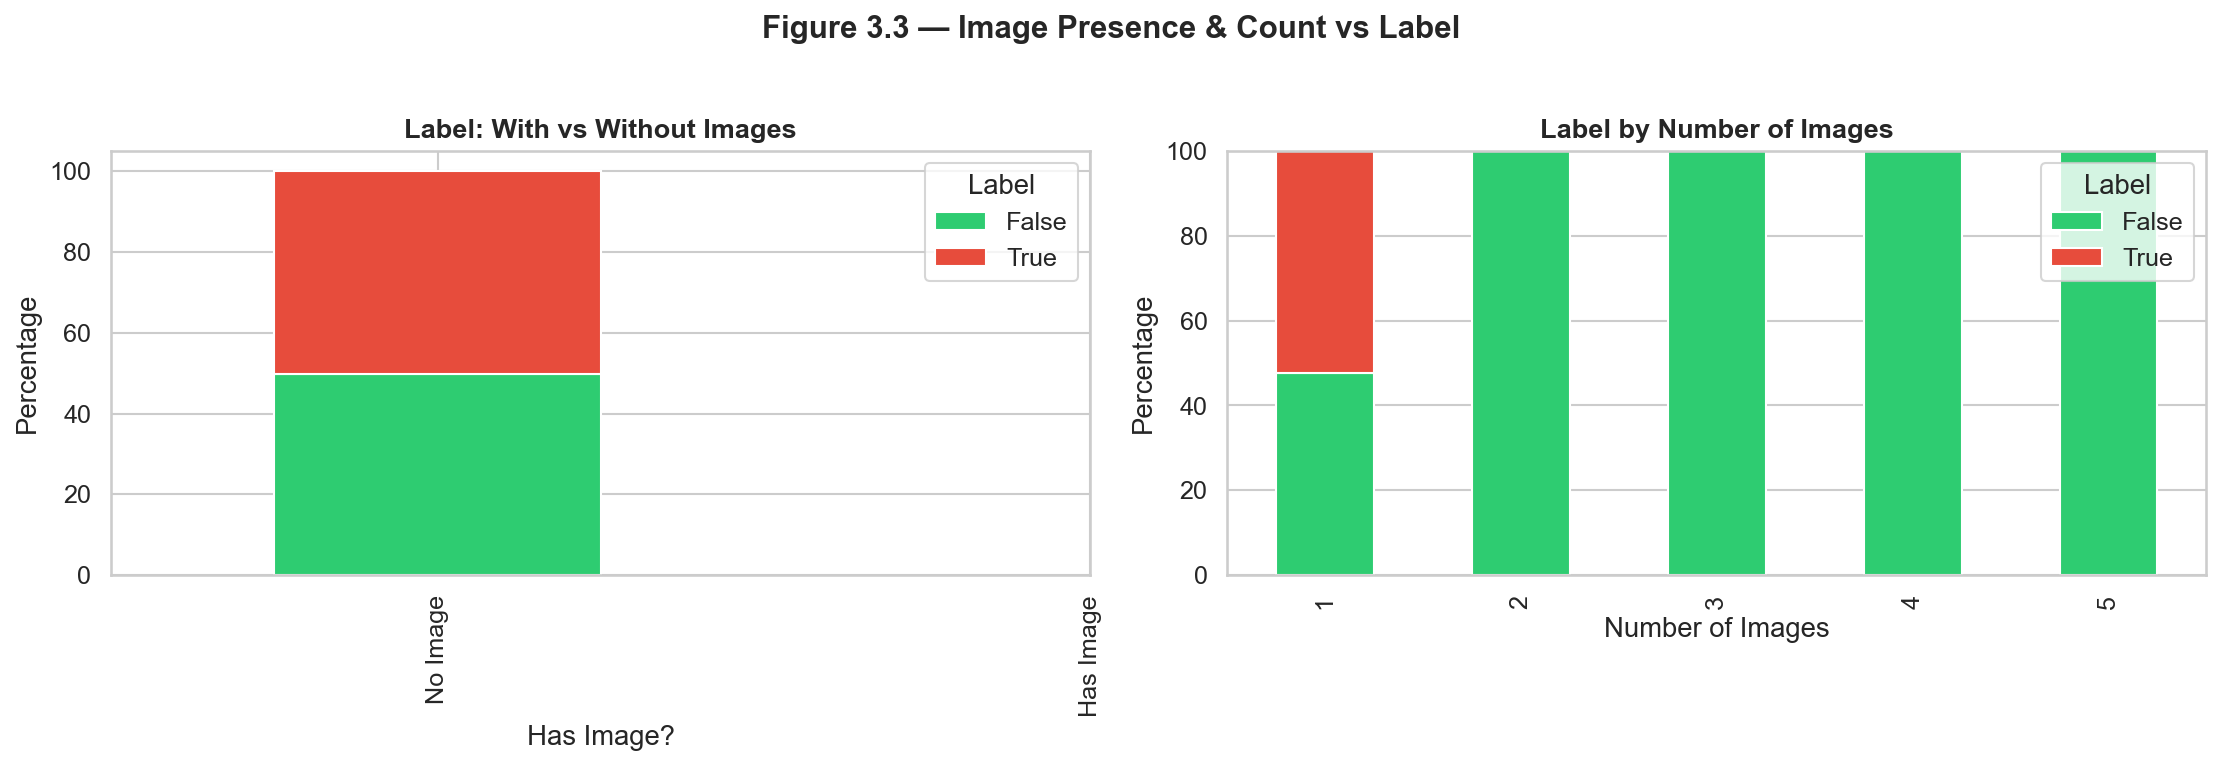 Figure 3.3 — Image Presence & Count vs Label
Label: With vs Without Images
100
80
60
40
20
0
Percentage
Label
False
True
No Image
Has Image
Has Image?
Label by Number of Images
100
80
60
40
20
0
Percentage
Label
False
True
1
2
3
4
5
Number of Images